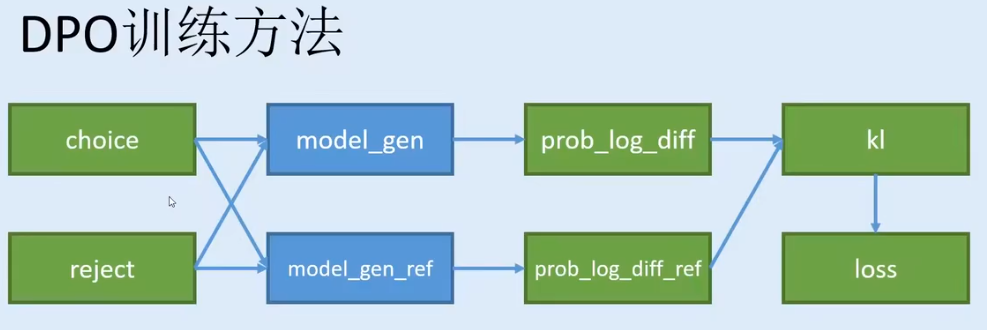 DPO训练方法
choice
model_gen
prob_log_diff
kl
reject
model_gen_ref
prob_log_diff_ref
loss